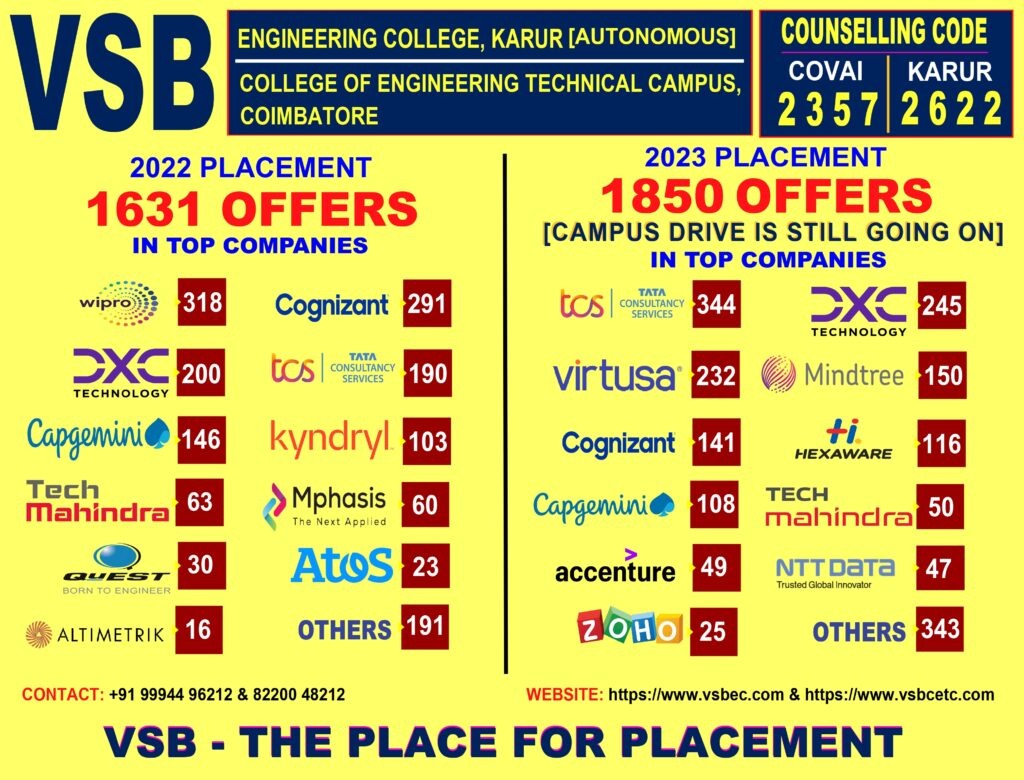 VSB
ENGINEERING COLLEGE, KARUR [AUTONOMOUS]
COLLEGE OF ENGINEERING TECHNICAL CAMPUS,
COIMBATORE
COUNSELLING CODE
COVAI KARUR
2357 2622
2022 PLACEMENT
1631 OFFERS
IN TOP COMPANIES
wipro 318 Cognizant 291
DXC TECHNOLOGY 200 tcs TATA CONSULTANCY SERVICES 190
Capgemini 146 kyndryl 103
Tech Mahindra 63 Mphasis The Next Applied 60
QUEST BORN TO ENGINEER 30 Atos 23
ALTIMETRIK 16 OTHERS 191
2023 PLACEMENT
1850 OFFERS
[CAMPUS DRIVE IS STILL GOING ON]
IN TOP COMPANIES
tcs TATA CONSULTANCY SERVICES 344 DXC TECHNOLOGY 245
virtusa 232 Mindtree 150
Cognizant 141 Hi HEXAWARE 116
Capgemini 108 TECH mahindra 50
accenture 49 NTT DATA Trusted Global Innovator 47
ZOHO 25 OTHERS 343
CONTACT: +91 99944 96212 & 82200 48212
WEBSITE: https://www.vsbec.com & https://www.vsbcetc.com
VSB - THE PLACE FOR PLACEMENT